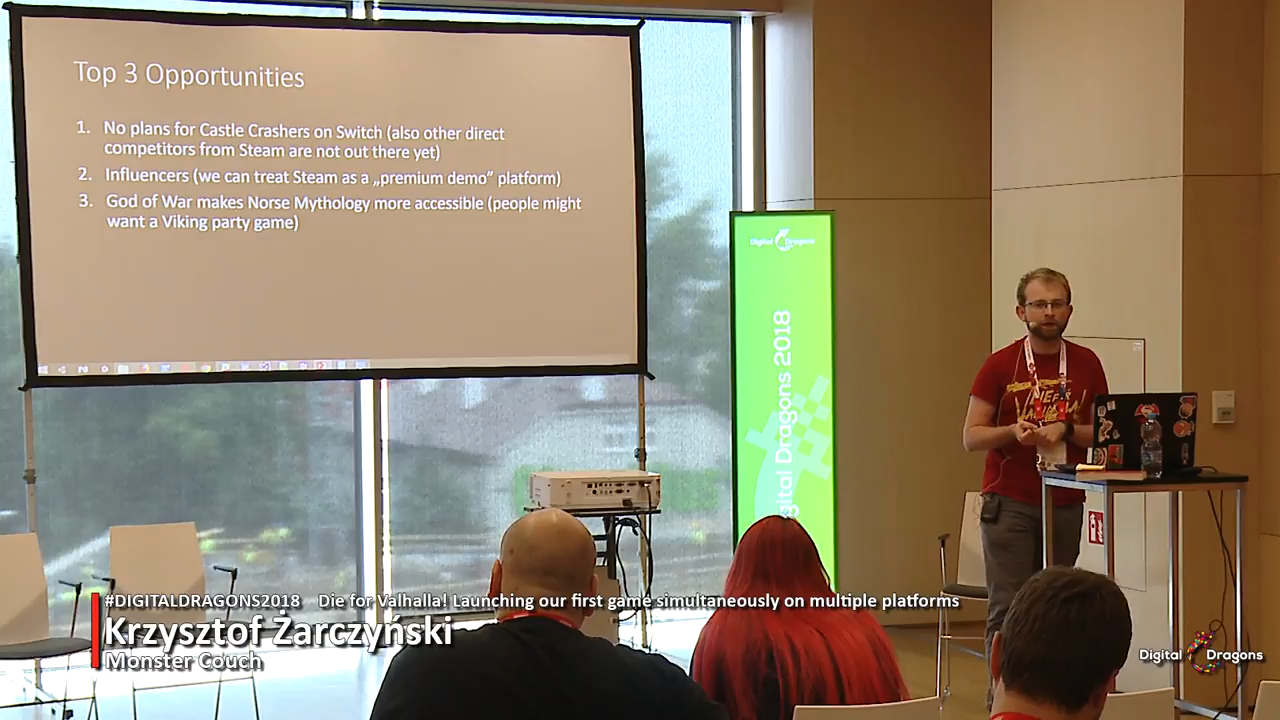 Top 3 Opportunities
1. No plans for Castle Crashers on Switch (also other direct
competitors from Steam are not out there yet)
2. Influencers (we can treat Steam as a „premium demo” platform)
3. God of War makes Norse Mythology more accessible (people might
want a Viking party game)
Digital Dragons
Digital Dragons 2018
DIE FOR
VALHALLA!
#DIGITALDRAGONS2018 Die for Valhalla! Launching our first game simultaneously on multiple platforms
Krzysztof Żarczyński
Monster Couch
Digital Dragons